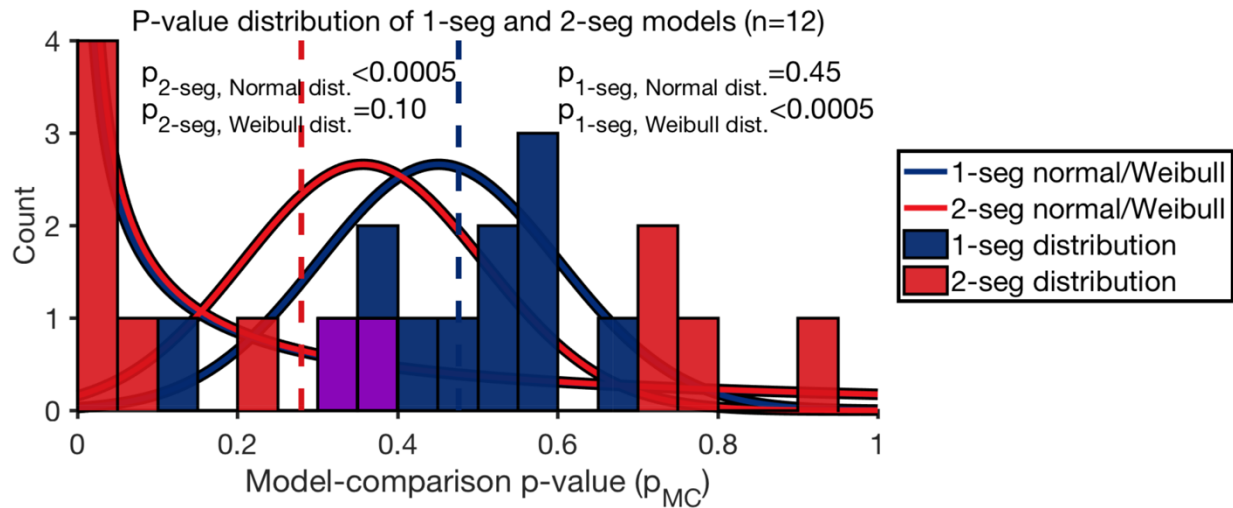 P-value distribution of 1-seg and 2-seg models (n=12)
p2-seg, Normal dist.<0.0005
p2-seg, Weibull dist.=0.10
p1-seg, Normal dist.=0.45
p1-seg, Weibull dist.<0.0005
4
3
2
1
0
Count
0 0.2 0.4 0.6 0.8 1
Model-comparison p-value (pMC)
1-seg normal/Weibull
2-seg normal/Weibull
1-seg distribution
2-seg distribution